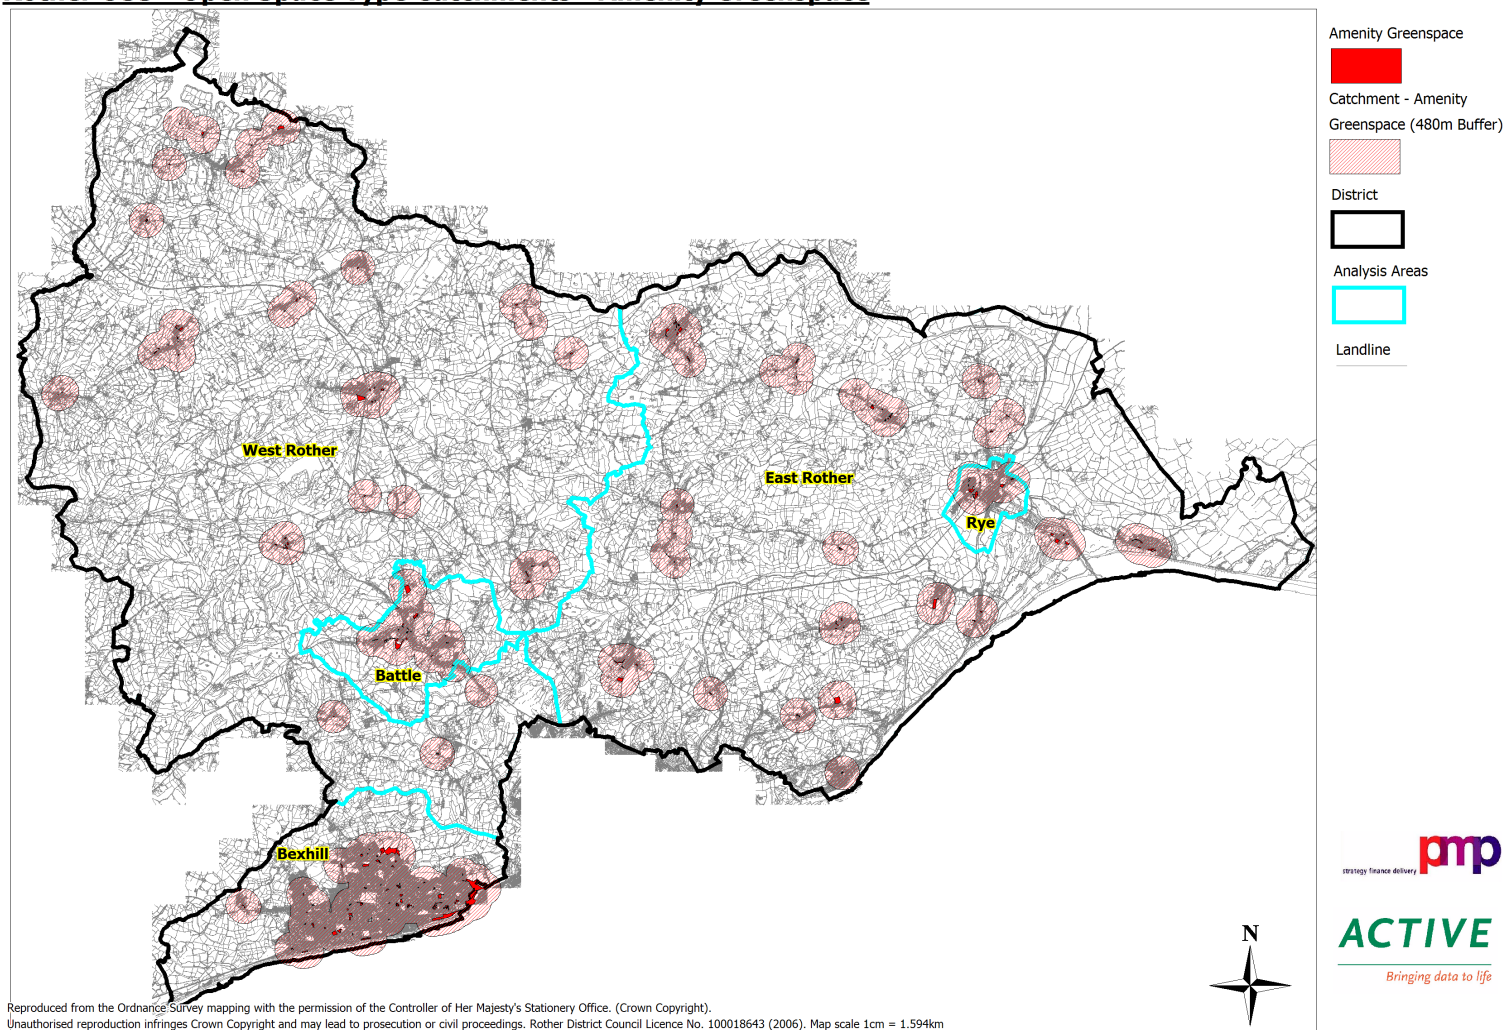 Amenity Greenspace
Catchment - Amenity
Greenspace (480m Buffer)
District
Analysis Areas
Landline
West Rother
East Rother
Rye
Battle
Bexhill
pmp
strategy finance delivery
N
ACTIVE
Bringing data to life
Reproduced from the Ordnance Survey mapping with the permission of the Controller of Her Majesty's Stationery Office. (Crown Copyright).
Unauthorised reproduction infringes Crown Copyright and may lead to prosecution or civil proceedings. Rother District Council Licence No. 100018643 (2006). Map scale 1cm = 1.594km